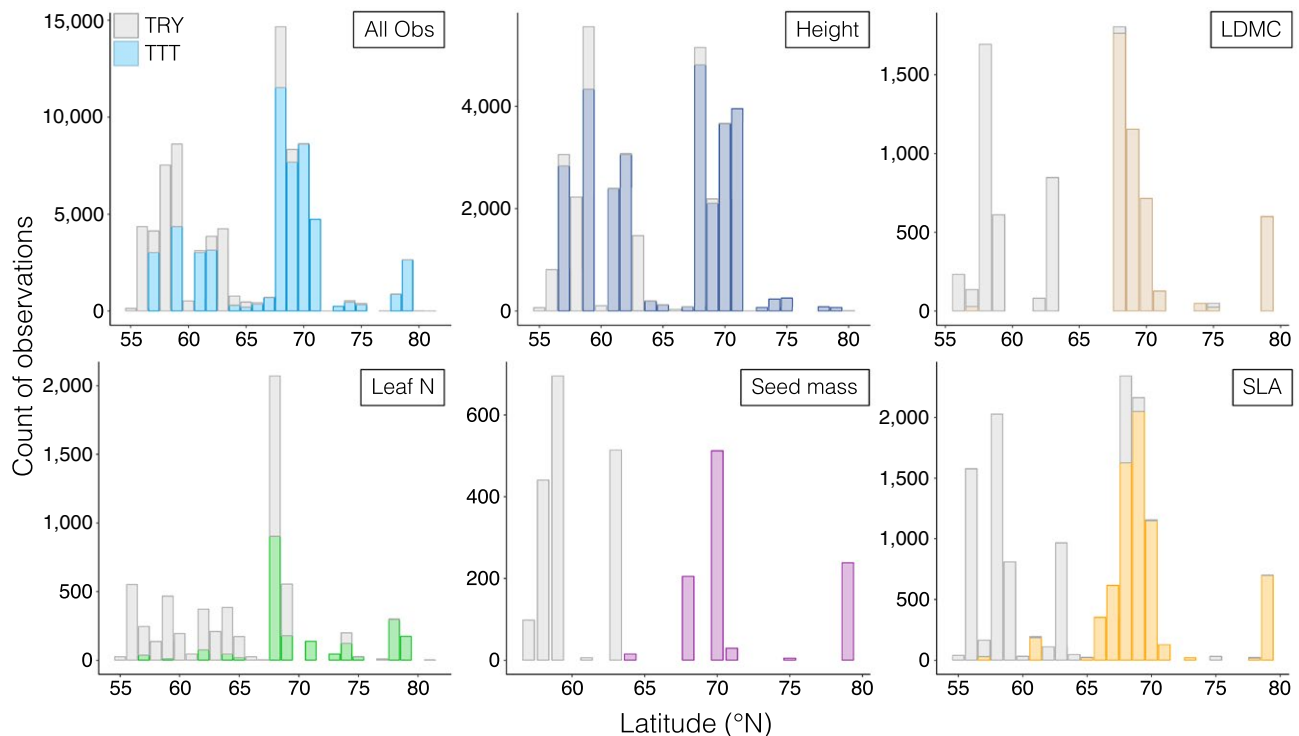 15,000
10,000
5,000
0
TRY
TTT
All Obs
55 60 65 70 75 80
4,000
2,000
0
Height
55 60 65 70 75 80
1,500
1,000
500
0
LDMC
55 60 65 70 75 80
Count of observations
2,000
1,500
1,000
500
0
Leaf N
55 60 65 70 75 80
600
400
200
0
Seed mass
60 65 70 75 80
2,000
1,500
1,000
500
0
SLA
55 60 65 70 75 80
Latitude (°N)